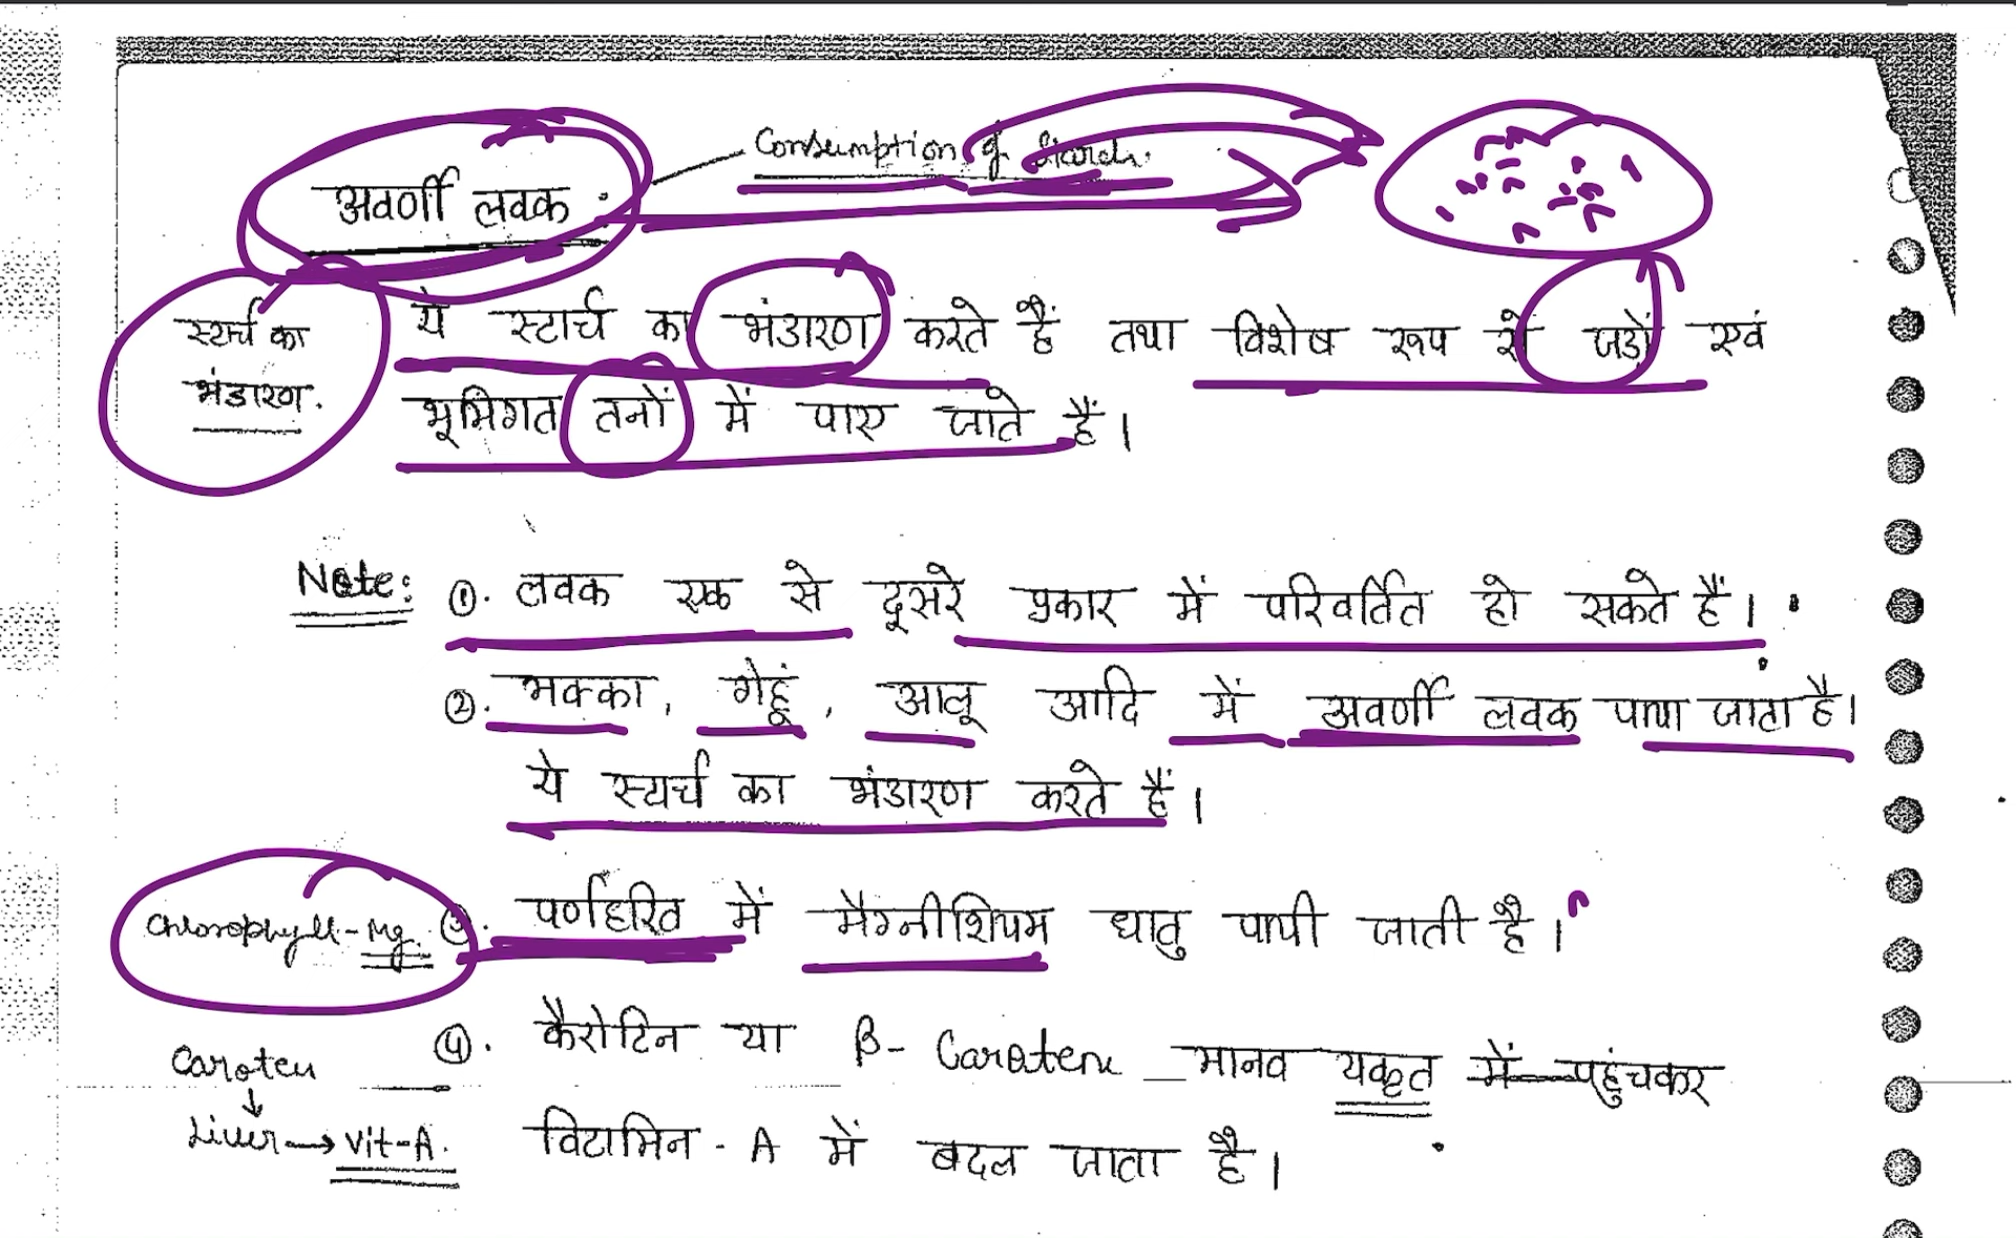 Consumption of Starch.
अवर्णी लवक
ये स्टार्च का भंडारण करते हैं तथा विशेष रूप से जड़ों एवं
स्टार्च का
भंडारण.
भूमिगत तनों में पाए जाते हैं।
Note: ①. लवक एक से दूसरे प्रकार में परिवर्तित हो सकते हैं।
②. मक्का, गेहूं, आलू आदि में अवर्णी लवक पाया जाता है।
ये स्टार्च का भंडारण करते हैं।
Chlorophyll-Mg.
③. पर्णहरित में मैग्नीशियम धातु पायी जाती है।
④. कैरोटिन या β- Caroten मानव यकृत में पहुंचकर
विटामिन - A में बदल जाता है।
Caroten
↓
Liver → Vit-A.